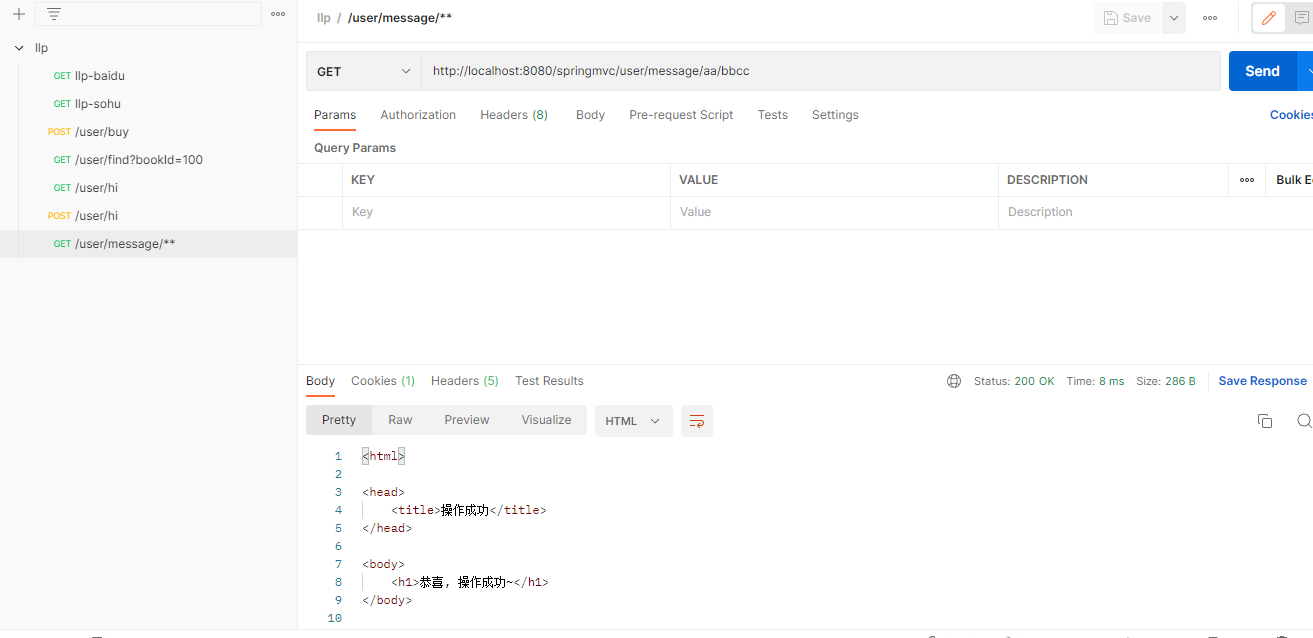 llp / /user/message/**
Save
llp
GET llp-baidu
GET llp-sohu
POST /user/buy
GET /user/find?bookId=100
GET /user/hi
POST /user/hi
GET /user/message/**
GET http://localhost:8080/springmvc/user/message/aa/bbcc Send
Params Authorization Headers (8) Body Pre-request Script Tests Settings Cookies
Query Params
KEY VALUE DESCRIPTION Bulk E
Key Value Description
Body Cookies (1) Headers (5) Test Results Status: 200 OK Time: 8 ms Size: 286 B Save Response
Pretty Raw Preview Visualize HTML
1 <html>
2
3 <head>
4 <title>操作成功</title>
5 </head>
6
7 <body>
8 <h1>恭喜, 操作成功~</h1>
9 </body>
10